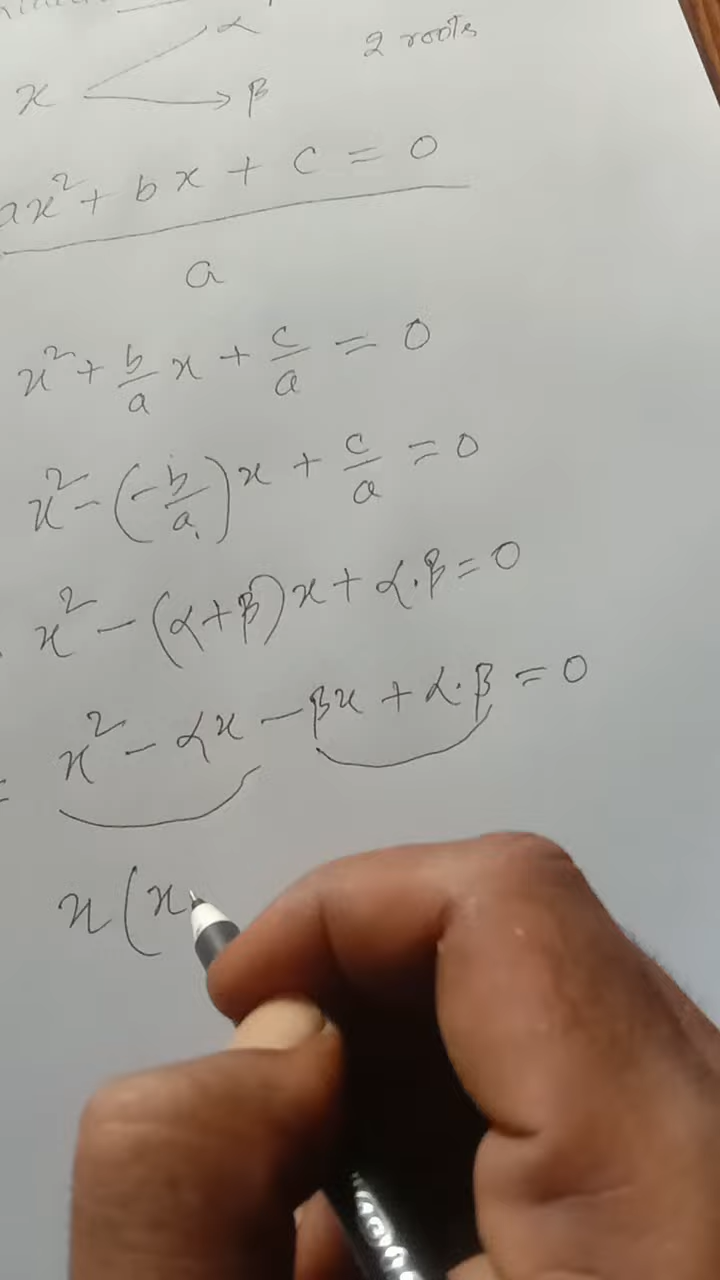 α
2 roots
x → β
ax² + bx + c = 0
a
x² + b/a x + c/a = 0
x² - (-b/a)x + c/a = 0
x² - (α+β)x + α.β = 0
= x² - αx - βx + α.β = 0
x(x